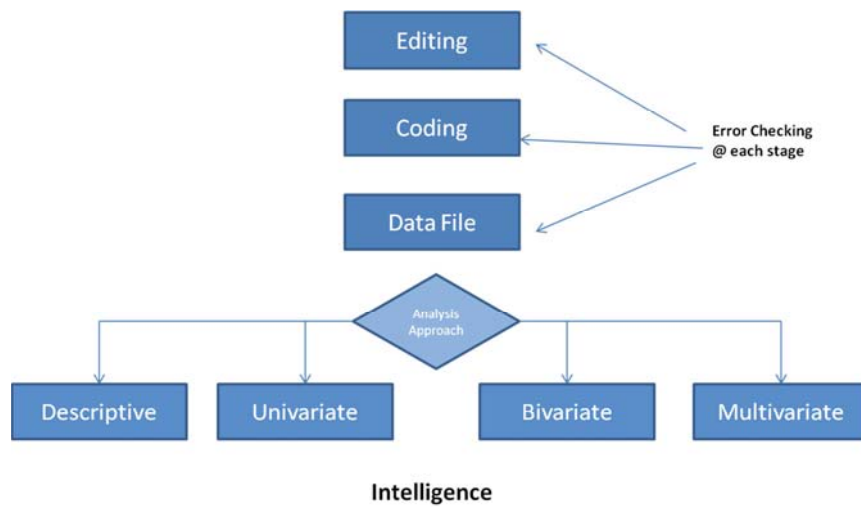 Editing
Coding
Error Checking
@ each stage
Data File
Analysis
Approach
Descriptive
Univariate
Bivariate
Multivariate
Intelligence